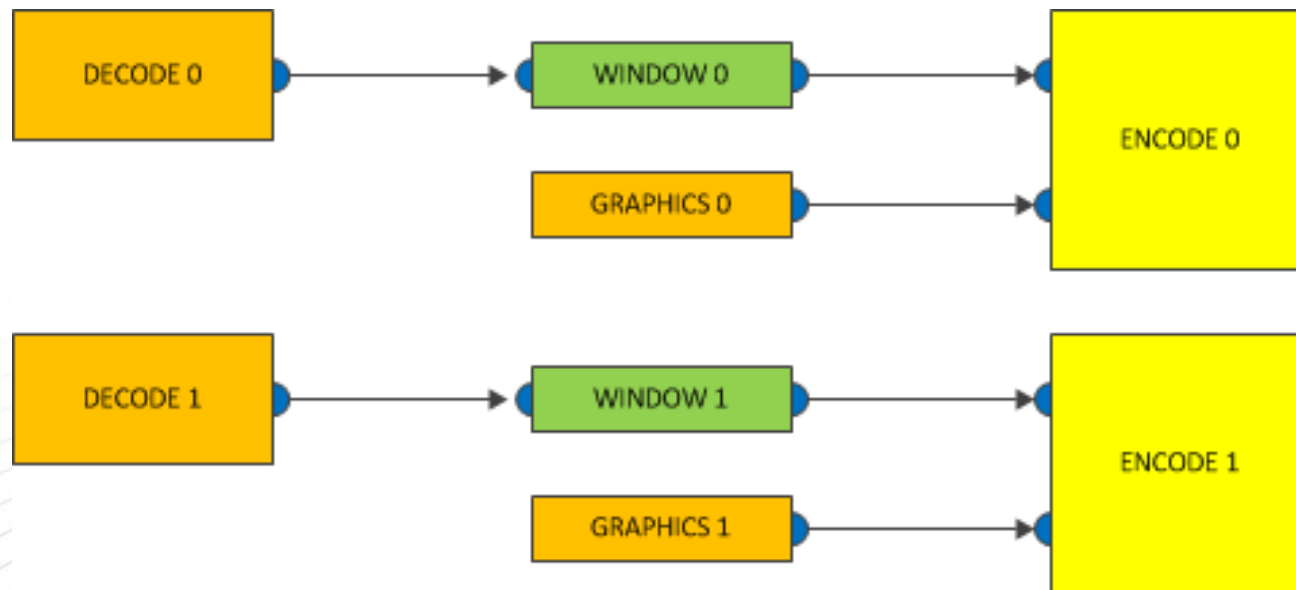 DECODE 0
WINDOW 0
ENCODE 0
GRAPHICS 0
DECODE 1
WINDOW 1
ENCODE 1
GRAPHICS 1